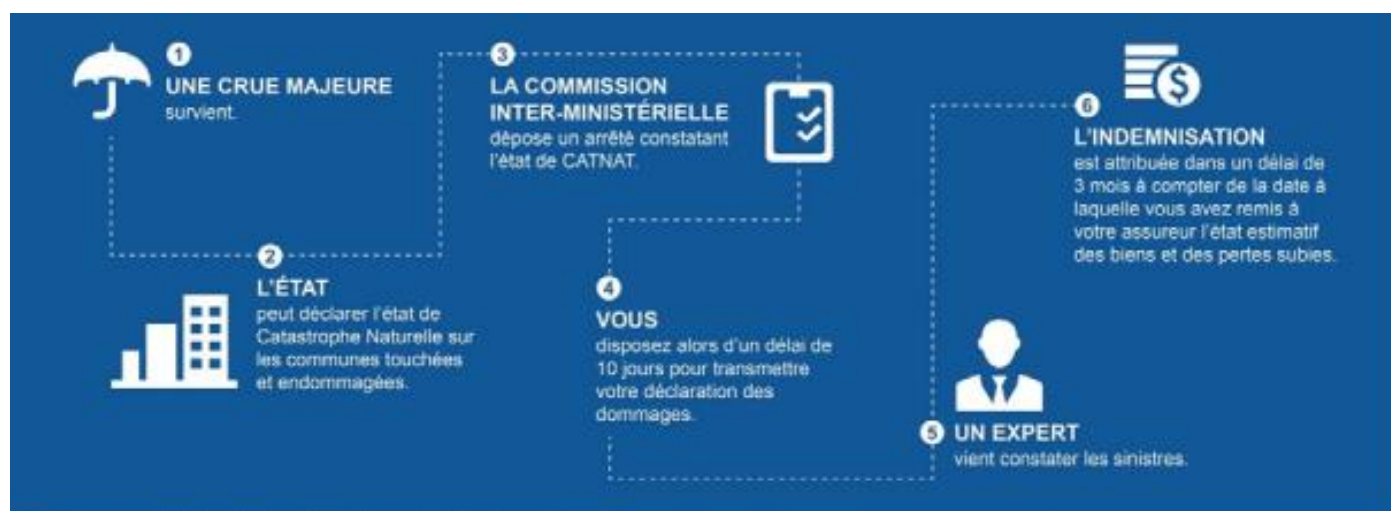 1
UNE CRUE MAJEURE
survient.
2
L'ÉTAT
peut déclarer l'état de
Catastrophe Naturelle sur
les communes touchées
et endommagées.
3
LA COMMISSION
INTER-MINISTÉRIELLE
dépose un arrêté constatant
l'état de CATNAT.
4
VOUS
disposez alors d'un délai de
10 jours pour transmettre
votre déclaration des
dommages.
5
UN EXPERT
vient constater les sinistres.
$
6
L'INDEMNISATION
est attribuée dans un délai de
3 mois à compter de la date à
laquelle vous avez remis à
votre assureur l'état estimatif
des biens et des pertes subies.